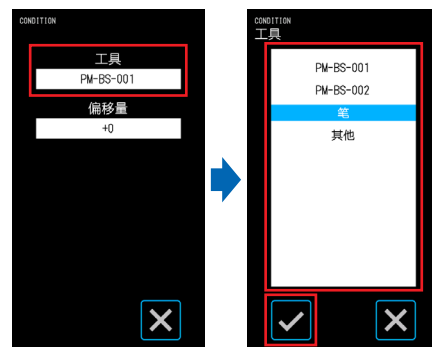 CONDITION
工具
PM-BS-001
偏移量
+0
CONDITION
工具
PM-BS-001
PM-BS-002
笔
其他